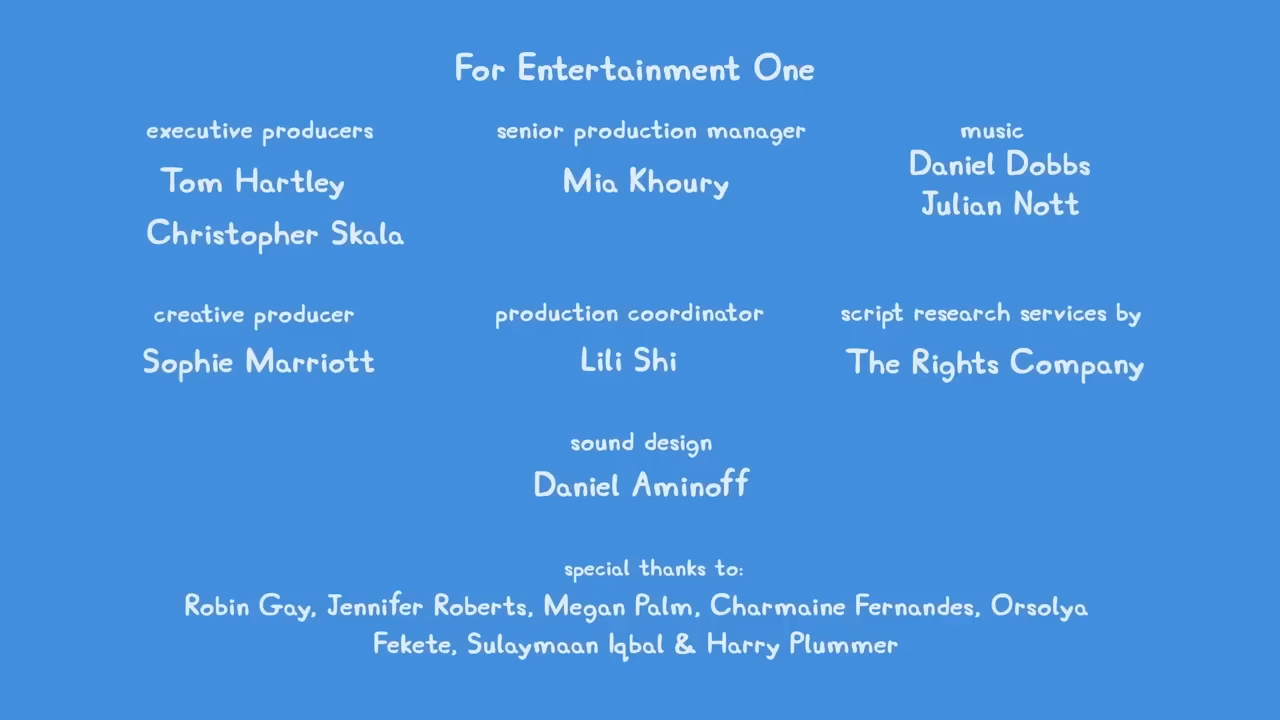 For Entertainment One
executive producers
Tom Hartley
Christopher Skala
senior production manager
Mia Khoury
music
Daniel Dobbs
Julian Nott
creative producer
Sophie Marriott
production coordinator
Lili Shi
script research services by
The Rights Company
sound design
Daniel Aminoff
special thanks to:
Robin Gay, Jennifer Roberts, Megan Palm, Charmaine Fernandes, Orsolya
Fekete, Sulaymaan Iqbal & Harry Plummer